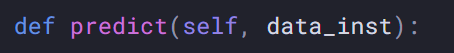 def predict(self, data_inst):